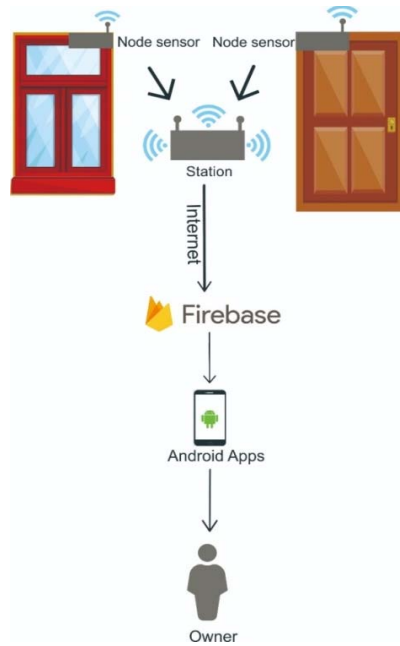 Node sensor
Node sensor
Station
Internet
Firebase
Android Apps
Owner